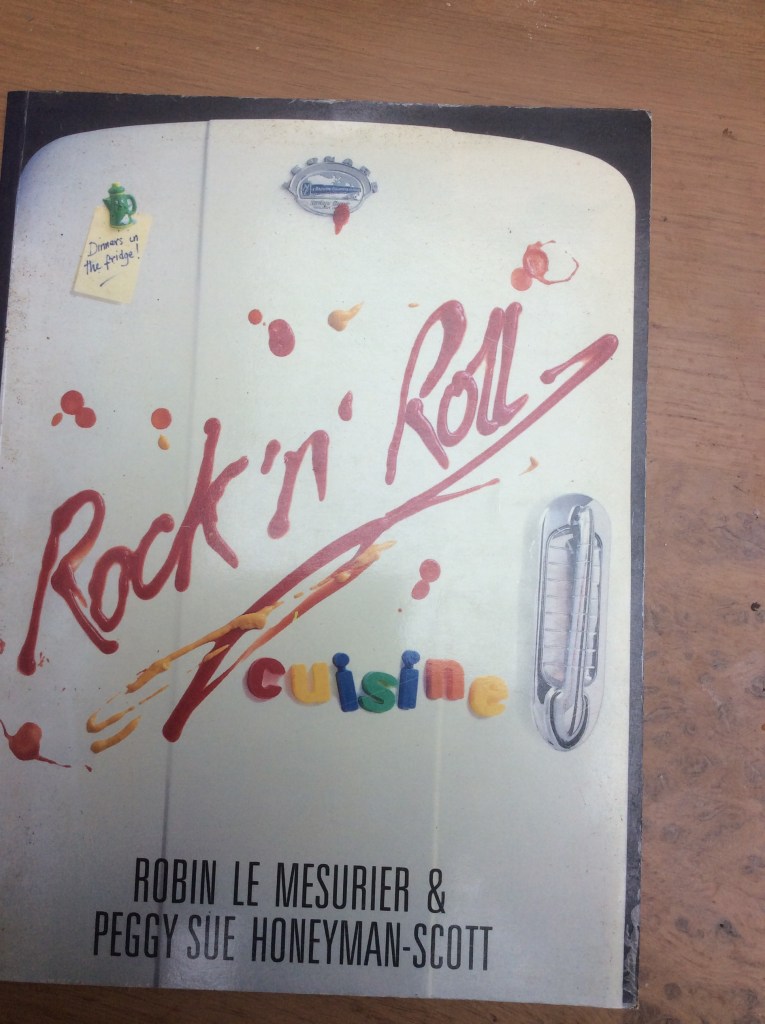 Dinners in
the fridge!
Rock 'n' Roll
cuisine
ROBIN LE MESURIER &
PEGGY SUE HONEYMAN-SCOTT